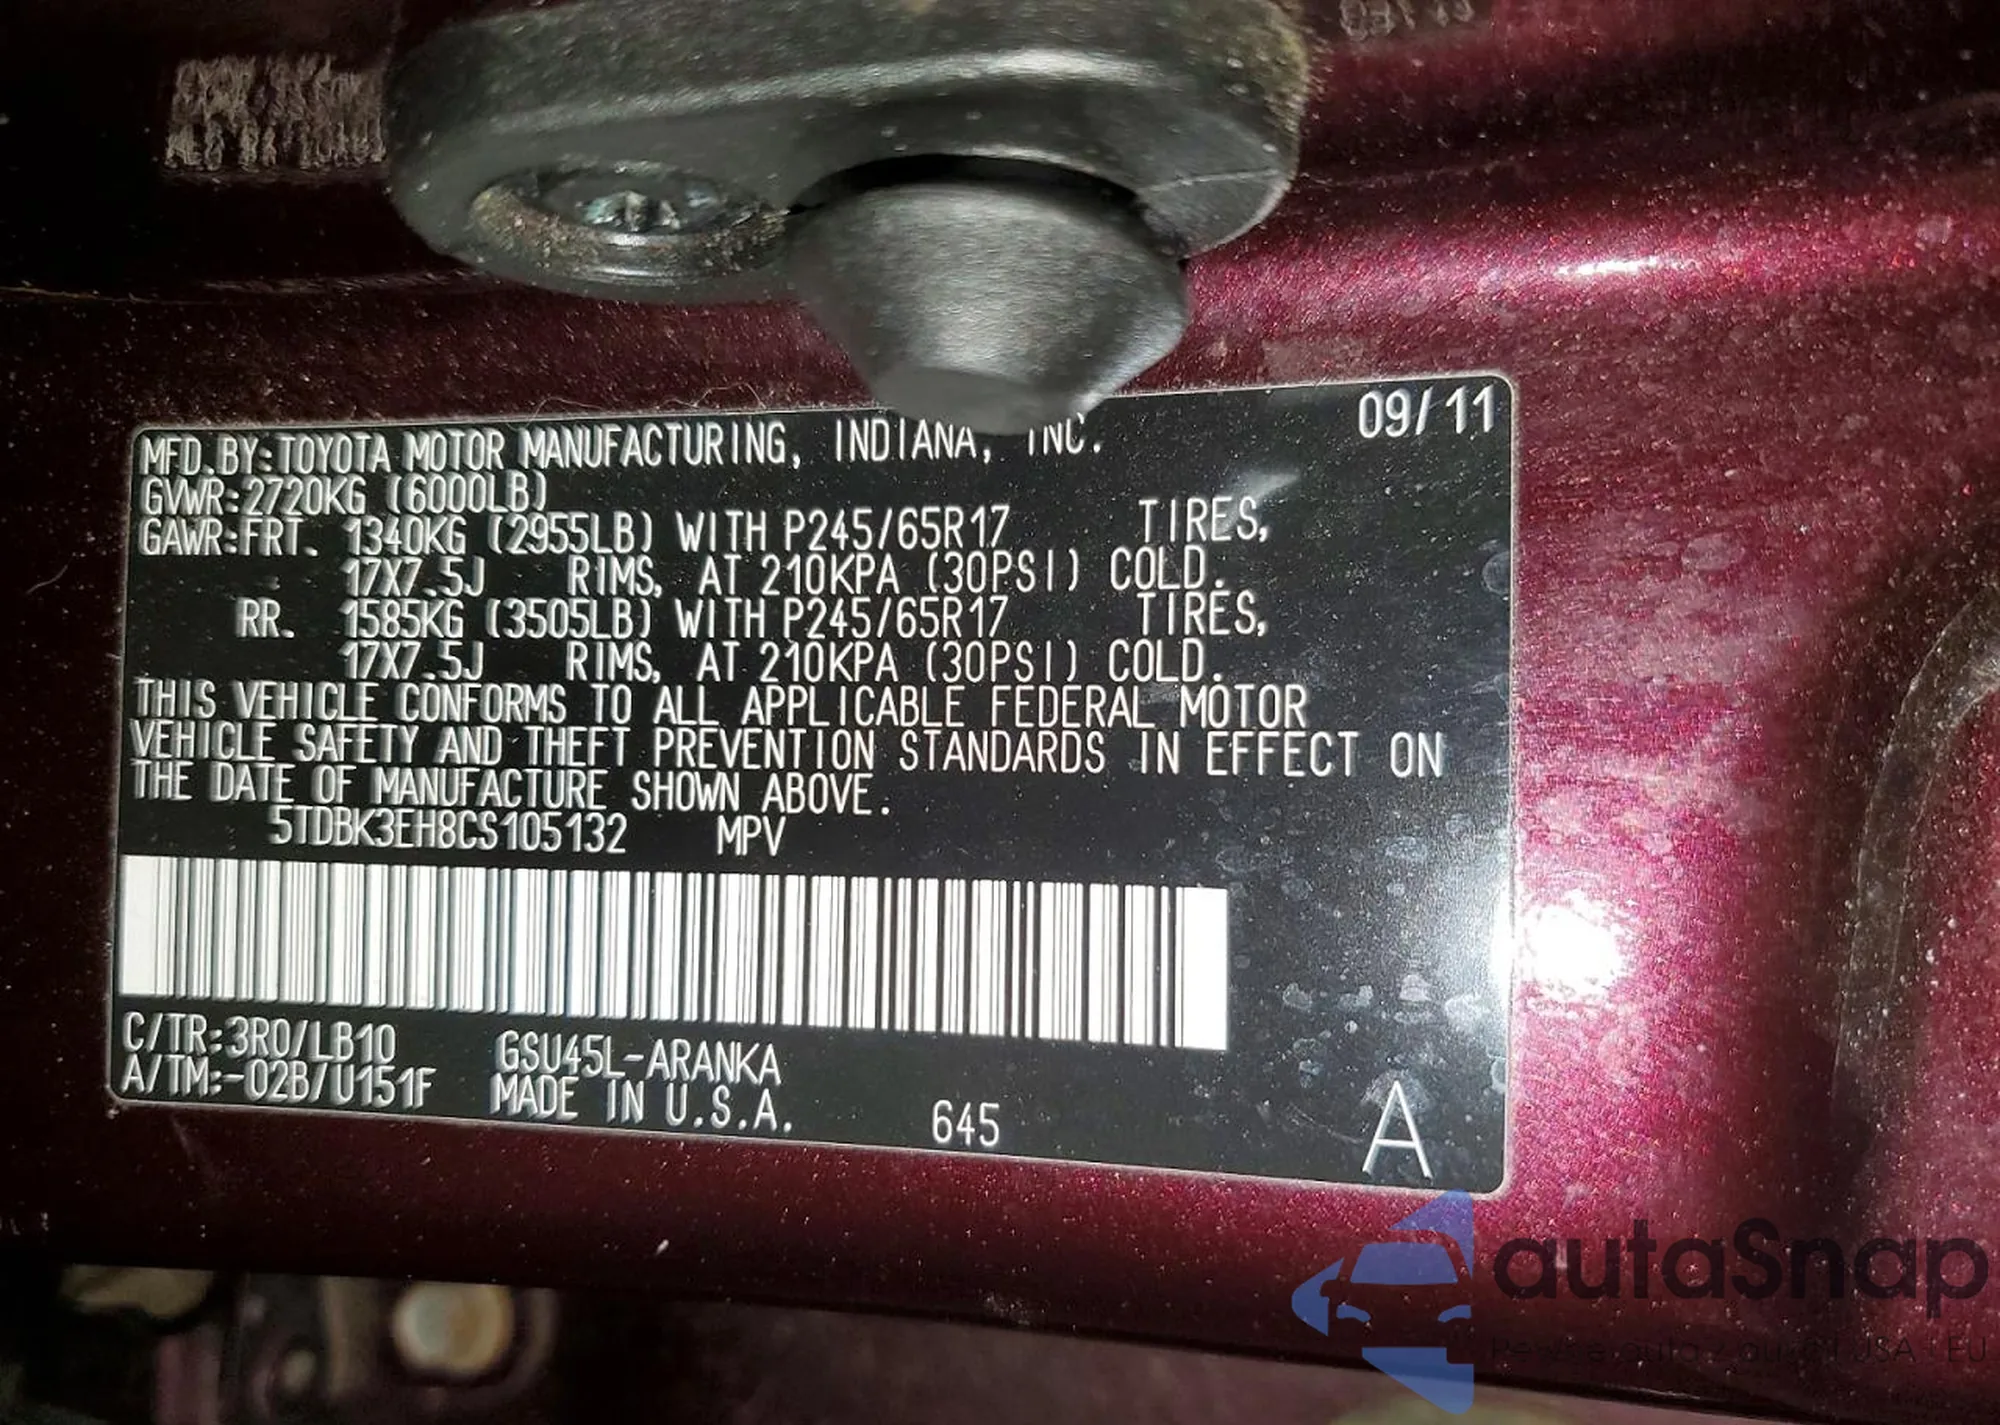 09/11
MFD.BY:TOYOTA MOTOR MANUFACTURING, INDIANA, INC.
GVWR:2720KG (6000LB)
GAWR:FRT. 1340KG (2955LB) WITH P245/65R17 TIRES,
17X7.5J RIMS, AT 210KPA (30PSI) COLD.
RR. 1585KG (3505LB) WITH P245/65R17 TIRES,
17X7.5J RIMS, AT 210KPA (30PSI) COLD.
THIS VEHICLE CONFORMS TO ALL APPLICABLE FEDERAL MOTOR
VEHICLE SAFETY AND THEFT PREVENTION STANDARDS IN EFFECT ON
THE DATE OF MANUFACTURE SHOWN ABOVE.
5TDBK3EH8CS105132 MPV
C/TR:3R0/LB10 GSU45L-ARANKA
A/TM:-02B/U151F MADE IN U.S.A.
645
A
autaSnap
auta z USA i EU